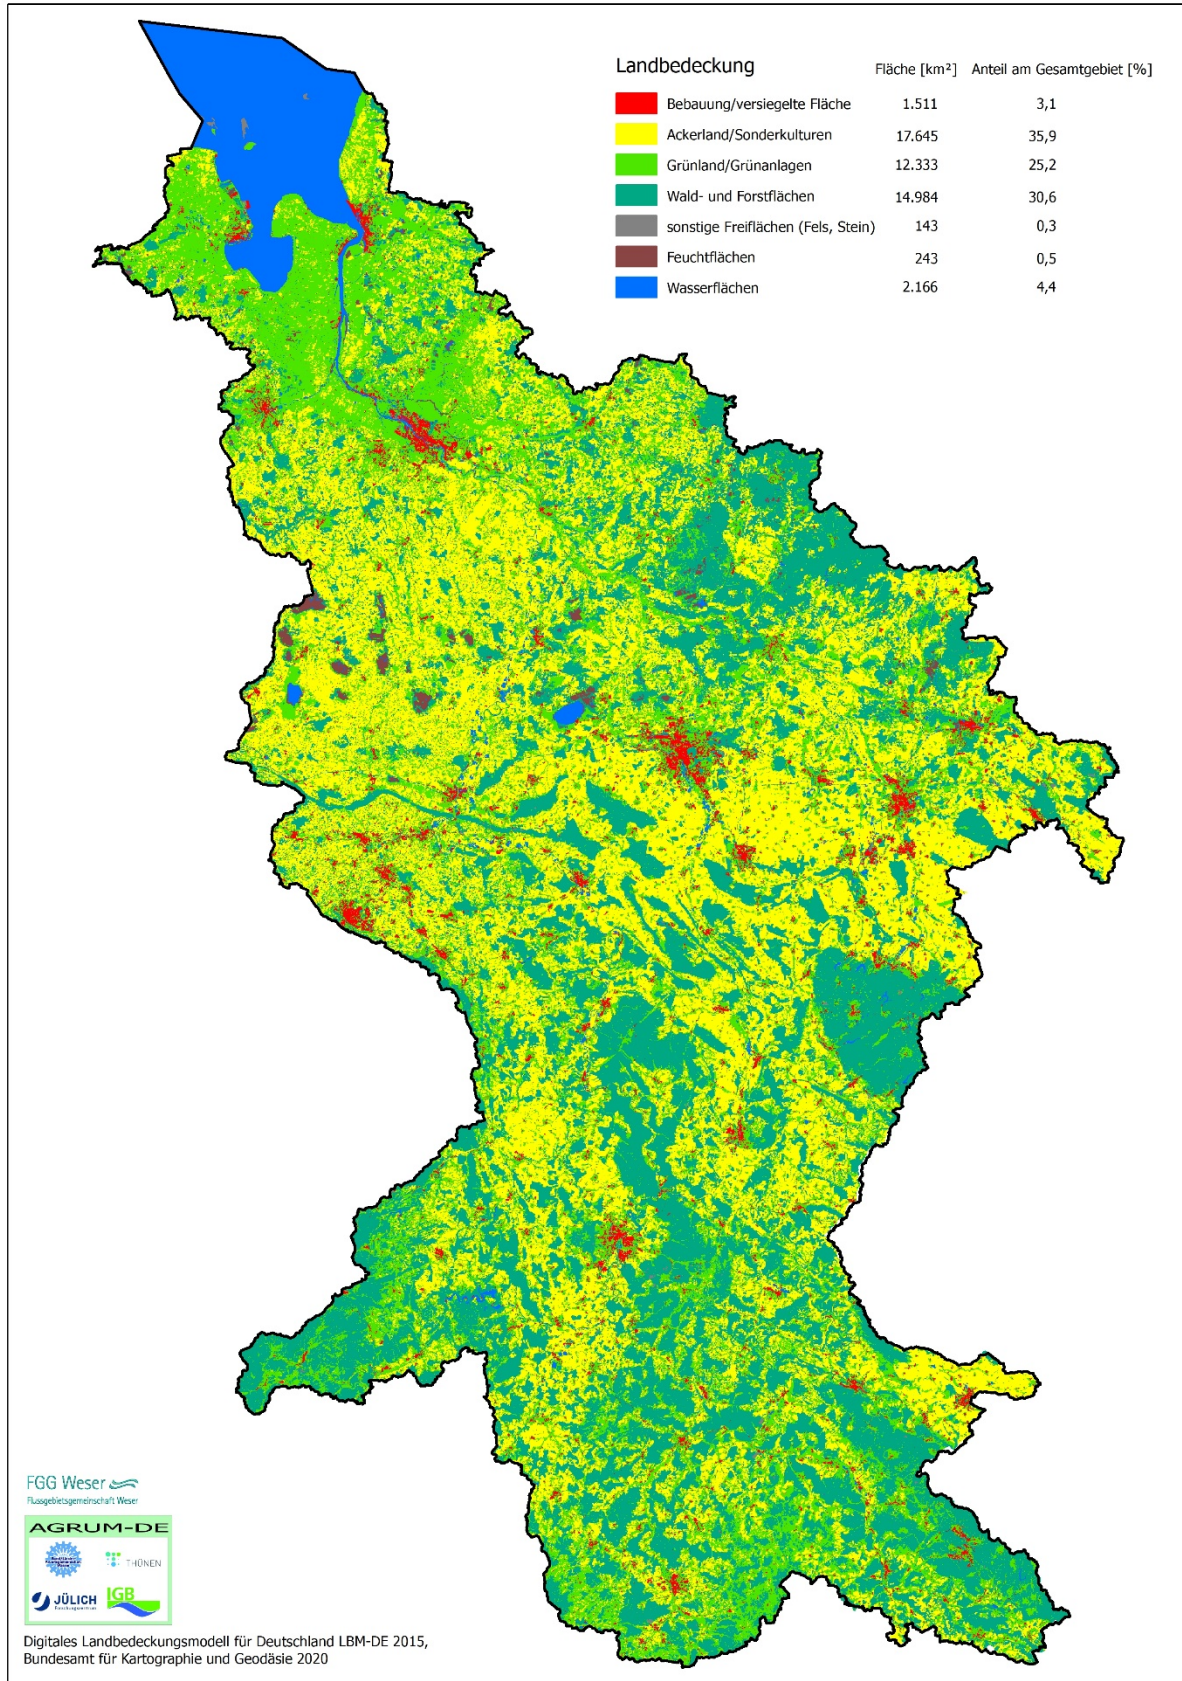 Landbedeckung Fläche [km²] Anteil am Gesamtgebiet [%]
Bebauung/versiegelte Fläche 1.511 3,1
Ackerland/Sonderkulturen 17.645 35,9
Grünland/Grünanlagen 12.333 25,2
Wald- und Forstflächen 14.984 30,6
sonstige Freiflächen (Fels, Stein) 143 0,3
Feuchtflächen 243 0,5
Wasserflächen 2.166 4,4
FGG Weser
Flussgebietsgemeinschaft Weser
AGRUM-DE
THÜNEN
JÜLICH
Forschungszentrum
IGB
Digitales Landbedeckungsmodell für Deutschland LBM-DE 2015,
Bundesamt für Kartographie und Geodäsie 2020